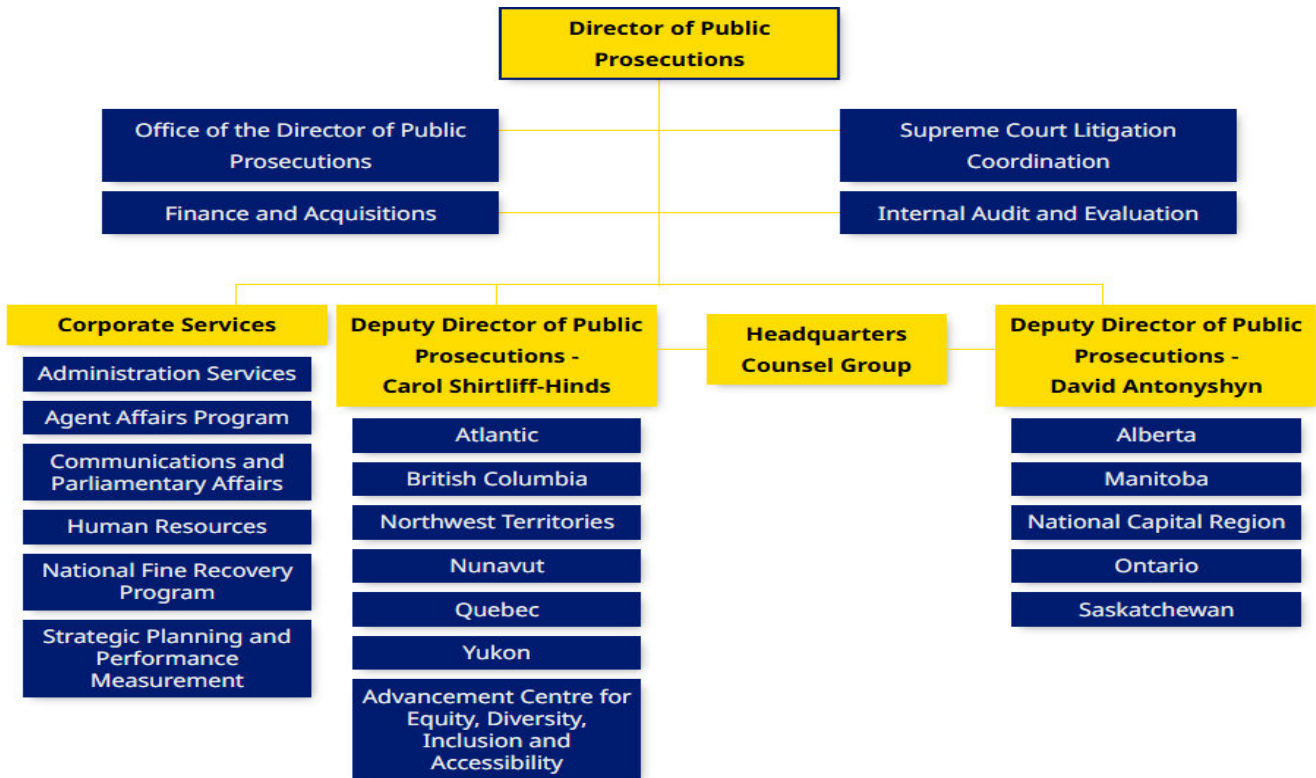 Director of Public
Prosecutions
Office of the Director of Public
Prosecutions
Supreme Court Litigation
Coordination
Finance and Acquisitions
Internal Audit and Evaluation
Corporate Services
Administration Services
Agent Affairs Program
Communications and
Parliamentary Affairs
Human Resources
National Fine Recovery
Program
Strategic Planning and
Performance
Measurement
Deputy Director of Public
Prosecutions -
Carol Shirtliff-Hinds
Atlantic
British Columbia
Northwest Territories
Nunavut
Quebec
Yukon
Advancement Centre for
Equity, Diversity,
Inclusion and
Accessibility
Headquarters
Counsel Group
Deputy Director of Public
Prosecutions -
David Antonyshyn
Alberta
Manitoba
National Capital Region
Ontario
Saskatchewan